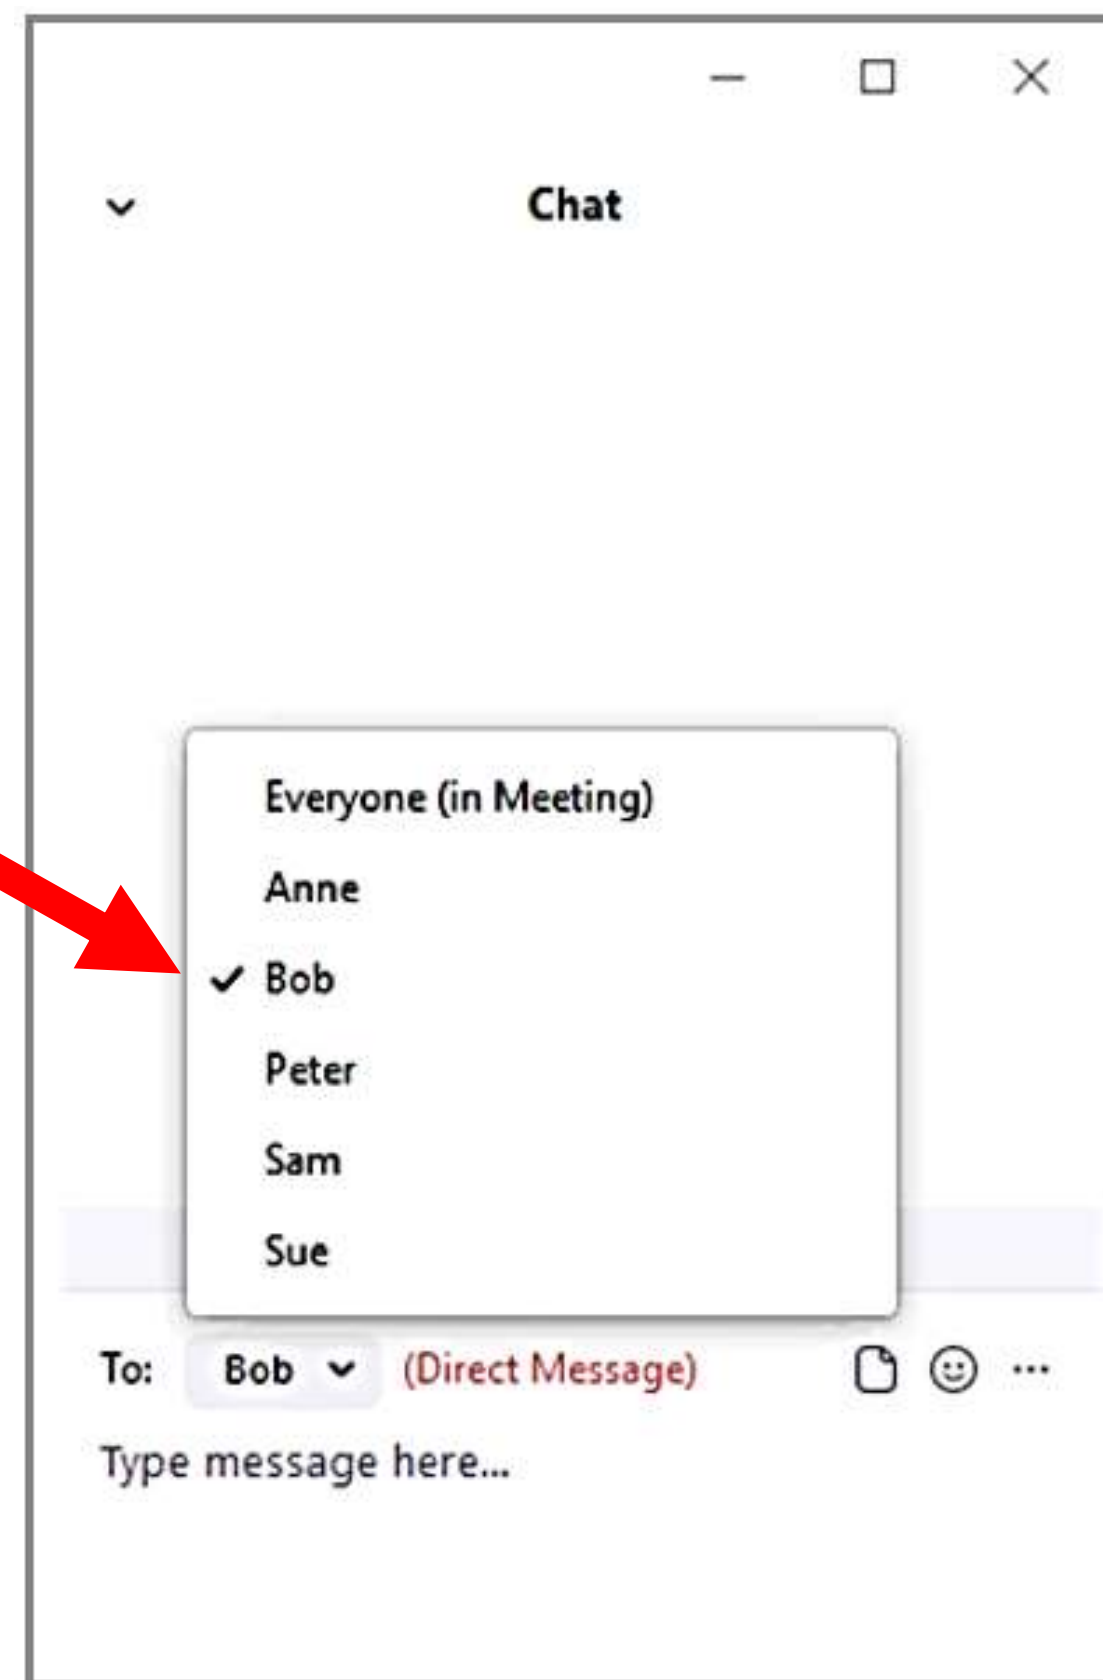 Chat
Everyone (in Meeting)
Anne
Bob
Peter
Sam
Sue
To: Bob (Direct Message) ...
Type message here...